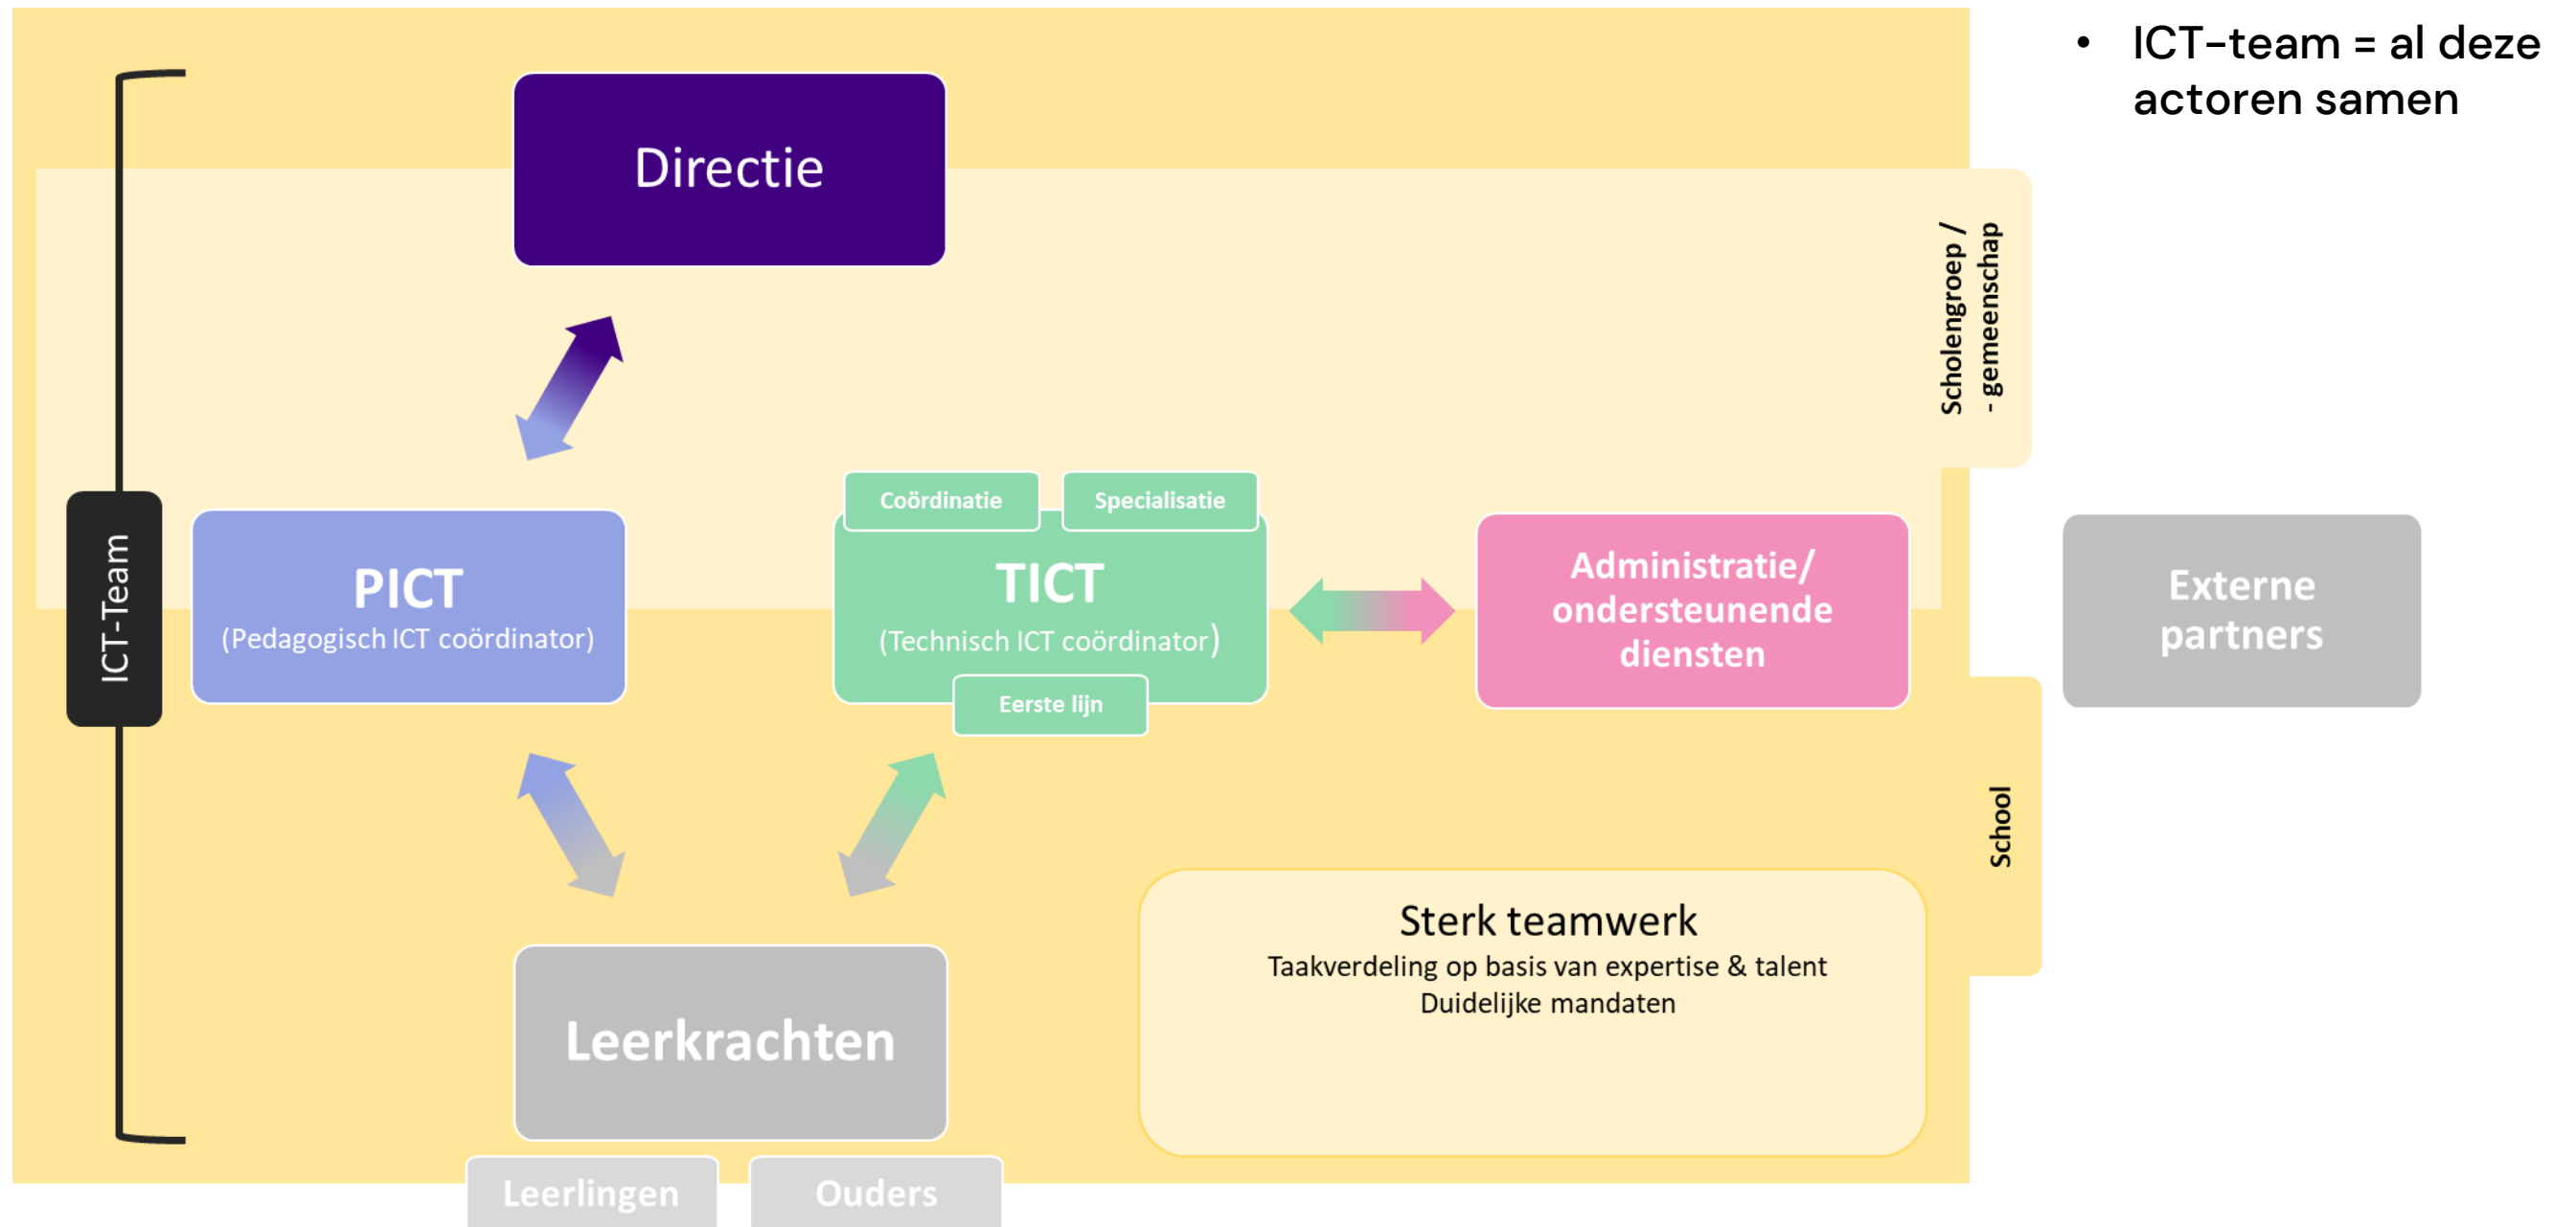 • ICT-team = al deze
actoren samen
Directie
Scholengroep /
- gemeenschap
ICT-Team
PICT
(Pedagogisch ICT coördinator)
Coördinatie
Specialisatie
TICT
(Technisch ICT coördinator)
Eerste lijn
Administratie/
ondersteunende
diensten
Externe
partners
School
Leerkrachten
Sterk teamwerk
Taakverdeling op basis van expertise & talent
Duidelijke mandaten
Leerlingen
Ouders